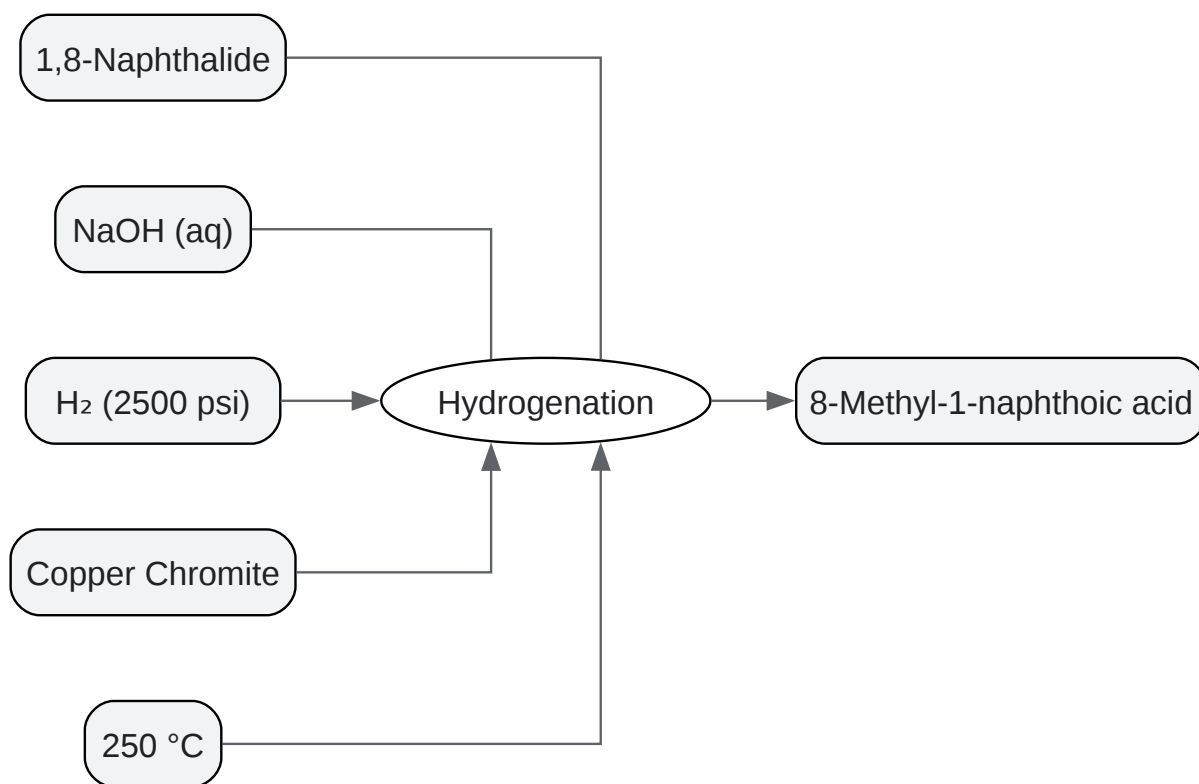 1,8-Naphthalide
NaOH (aq)
H₂ (2500 psi)
Hydrogenation
8-Methyl-1-naphthoic acid
Copper Chromite
250 °C